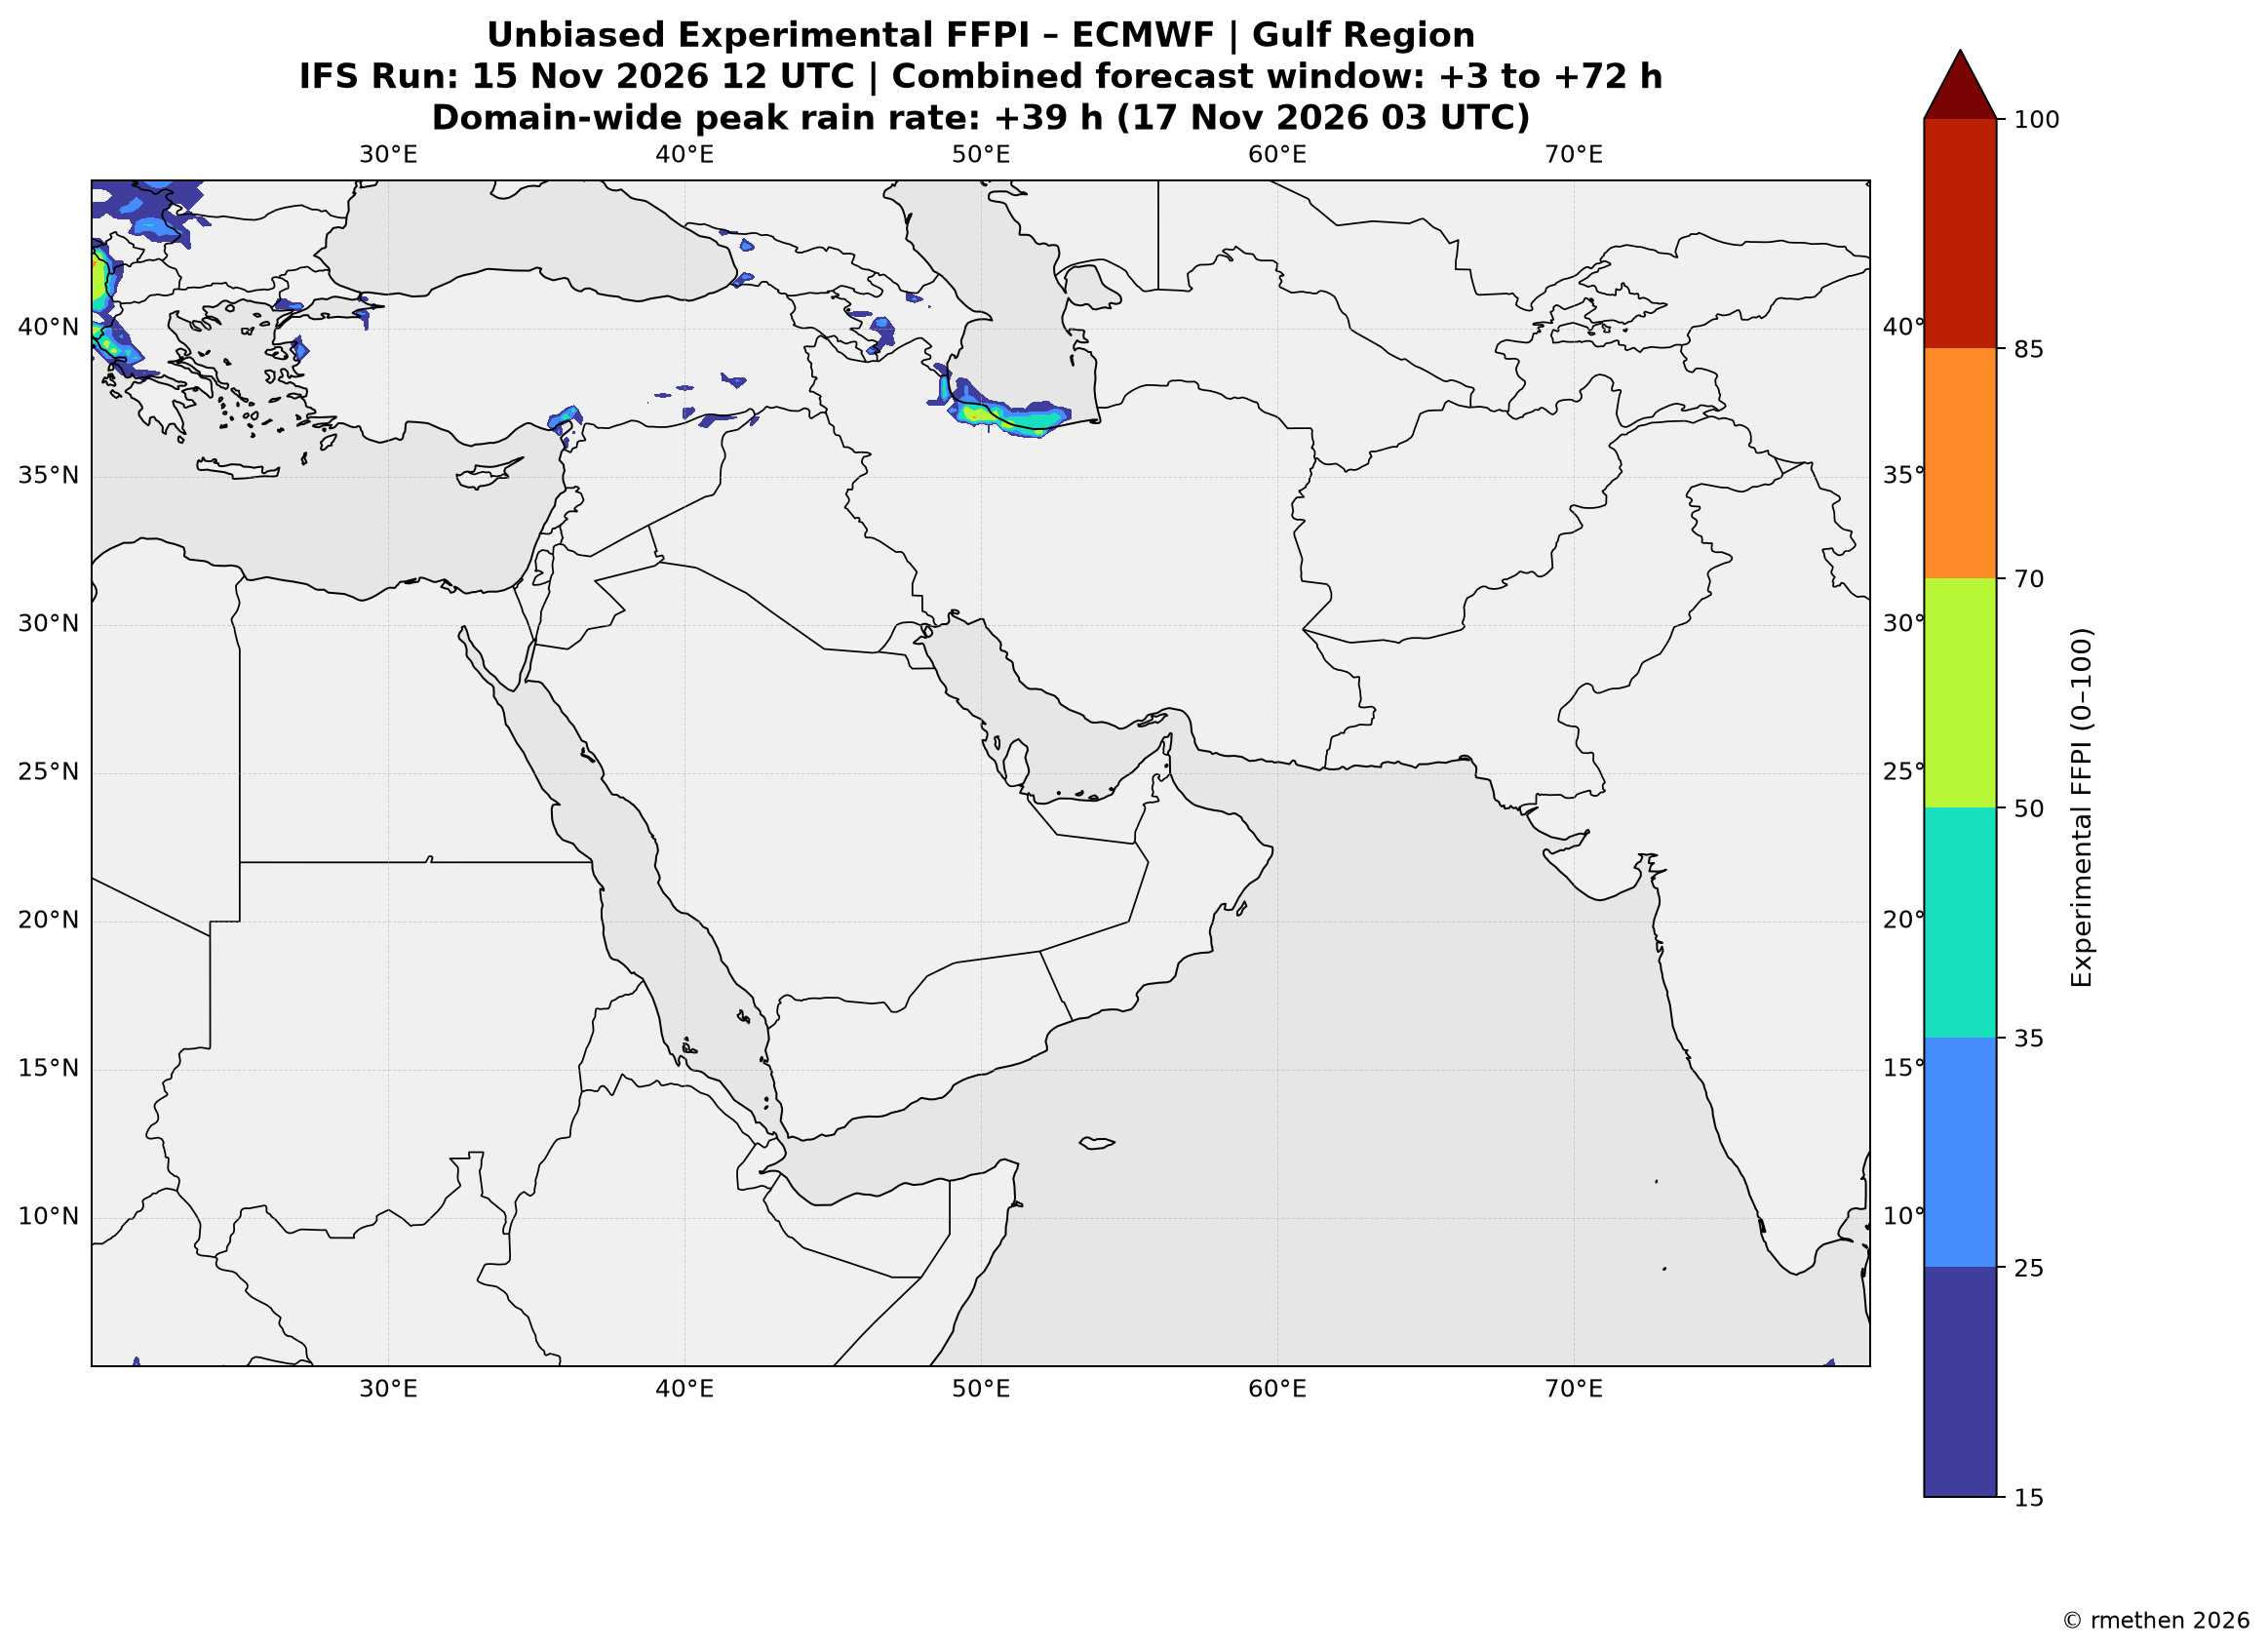 Unbiased Experimental FFPI – ECMWF | Gulf Region
IFS Run: 15 Nov 2026 12 UTC | Combined forecast window: +3 to +72 h
Domain-wide peak rain rate: +39 h (17 Nov 2026 03 UTC)
30°E 40°E 50°E 60°E 70°E
40°N 40°
35°N 35°
30°N 30°
25°N 25°
20°N 20°
15°N 15°
10°N 10°
30°E 40°E 50°E 60°E 70°E
100
85
70
50
35
25
15
Experimental FFPI (0–100)
© rmethen 2026